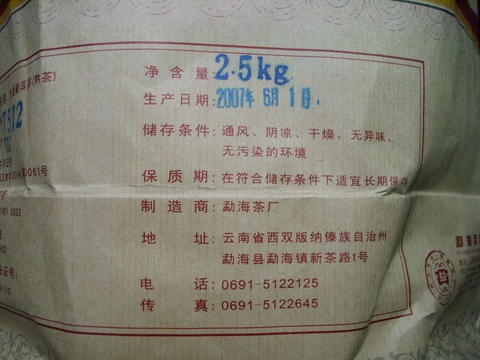 (熟茶)
净含量:2.5kg
7572
生产日期:2007年 6月 1日.
储存条件: 通风、阴凉、干燥、无异味、
无污染的环境
保质期: 在符合储存条件下适宜长期保存
制造商: 勐海茶厂
地址: 云南省西双版纳傣族自治州
勐海县勐海镇新茶路1号
电话: 0691-5122125
传真: 0691-5122645